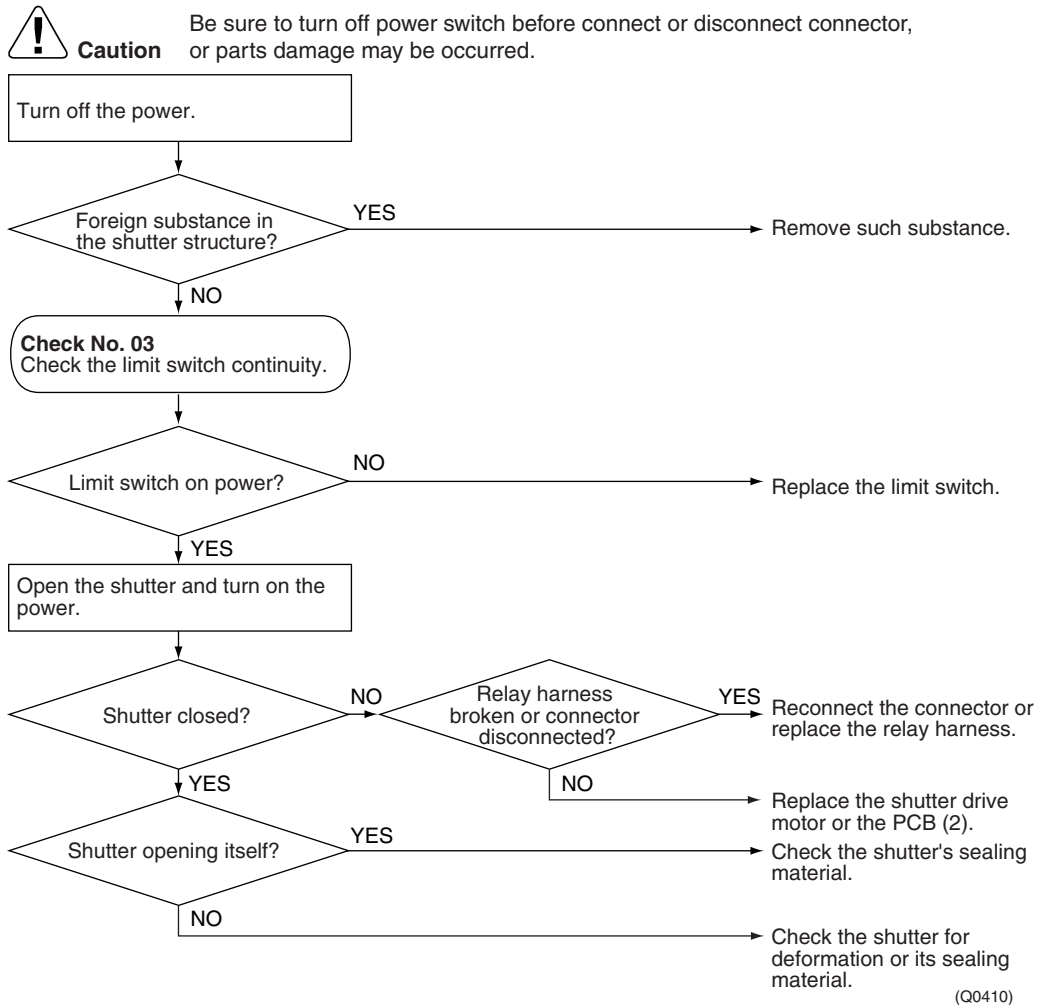 Be sure to turn off power switch before connect or disconnect connector,
Caution or parts damage may be occurred.
Turn off the power.
Foreign substance in
the shutter structure?
YES
Remove such substance.
NO
Check No. 03
Check the limit switch continuity.
Limit switch on power?
NO
Replace the limit switch.
YES
Open the shutter and turn on the
power.
Shutter closed?
NO
Relay harness
broken or connector
disconnected?
YES
Reconnect the connector or
replace the relay harness.
NO
Replace the shutter drive
motor or the PCB (2).
YES
Shutter opening itself?
YES
Check the shutter's sealing
material.
NO
Check the shutter for
deformation or its sealing
material.
(Q0410)